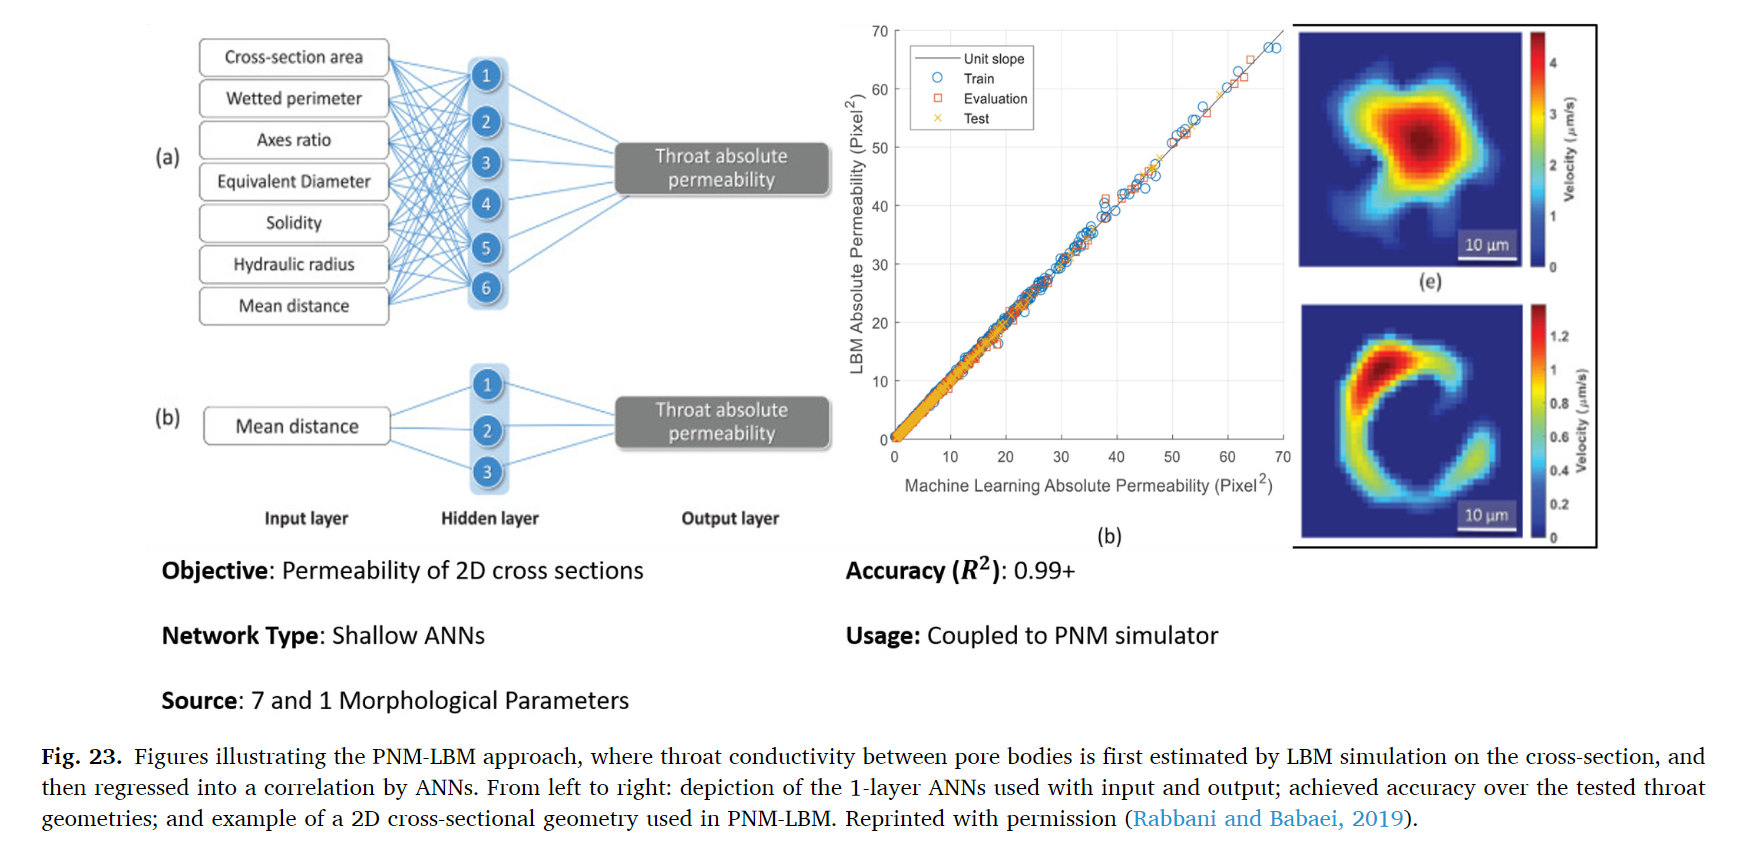 (a)
Cross-section area
Wetted perimeter
Axes ratio
Equivalent Diameter
Solidity
Hydraulic radius
Mean distance
1
2
3
4
5
6
Throat absolute
permeability
(b)
Mean distance
1
2
3
Throat absolute
permeability
Input layer
Hidden layer
Output layer
LBM Absolute Permeability (Pixel²)
70
60
50
40
30
20
10
0
Unit slope
Train
Evaluation
Test
0 10 20 30 40 50 60 70
Machine Learning Absolute Permeability (Pixel²)
(b)
4
3
2
1
0
Velocity (μm/s)
10 μm
(e)
1.2
1
0.8
0.6
0.4
0.2
0
Velocity (μm/s)
10 μm
Objective: Permeability of 2D cross sections
Accuracy (R²): 0.99+
Network Type: Shallow ANNs
Usage: Coupled to PNM simulator
Source: 7 and 1 Morphological Parameters
Fig. 23. Figures illustrating the PNM-LBM approach, where throat conductivity between pore bodies is first estimated by LBM simulation on the cross-section, and
then regressed into a correlation by ANNs. From left to right: depiction of the 1-layer ANNs used with input and output; achieved accuracy over the tested throat
geometries; and example of a 2D cross-sectional geometry used in PNM-LBM. Reprinted with permission (Rabbani and Babaei, 2019).